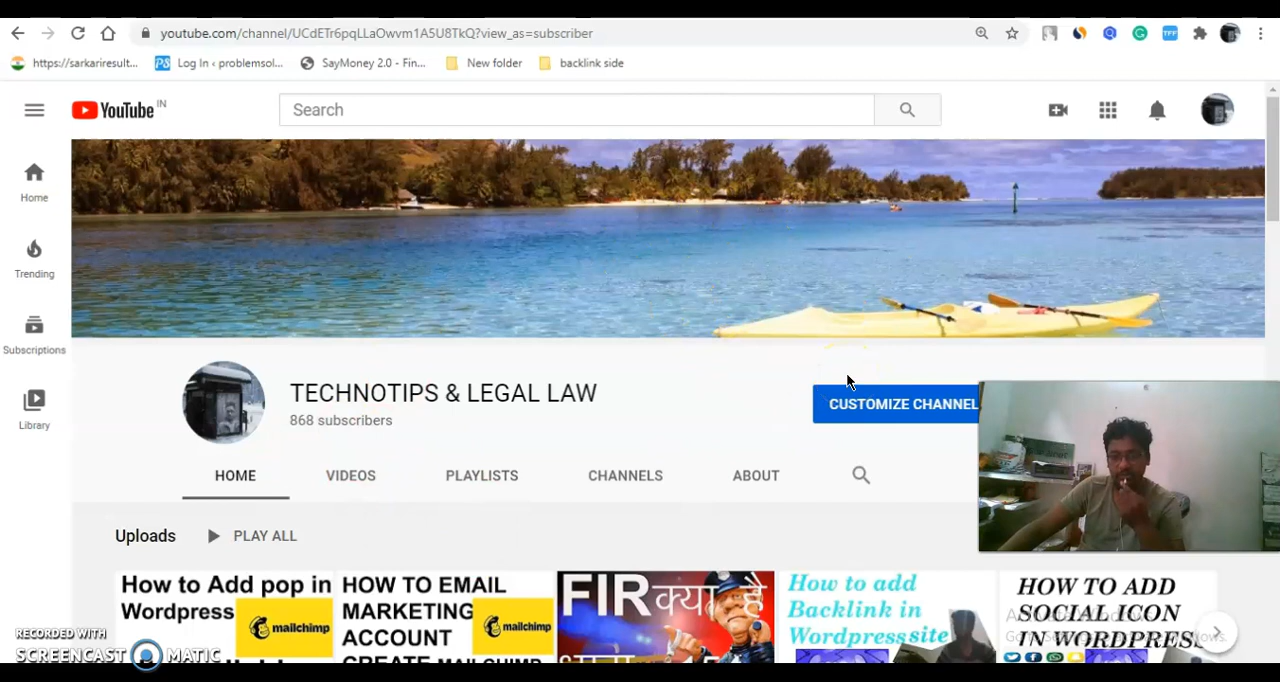 youtube.com/channel/UCdETr6pqLLaOwvm1A5U8TkQ?view_as=subscriber
https://sarkariresult...
Log In ‹ problemsol...
SayMoney 2.0 - Fin...
New folder
backlink side
YouTube IN
Search
Home
Trending
Subscriptions
Library
TECHNOTIPS & LEGAL LAW
868 subscribers
CUSTOMIZE CHANNEL
HOME VIDEOS PLAYLISTS CHANNELS ABOUT
Uploads PLAY ALL
How to Add pop in
Wordpress
mailchimp
HOW TO EMAIL
MARKETING
ACCOUNT
CREATE MAILCHIMP
mailchimp
FIR क्या है
How to add
Backlink in
Wordpress site
HOW TO ADD
SOCIAL ICON
IN WORDPRESS
RECORDED WITH
SCREENCAST MATIC